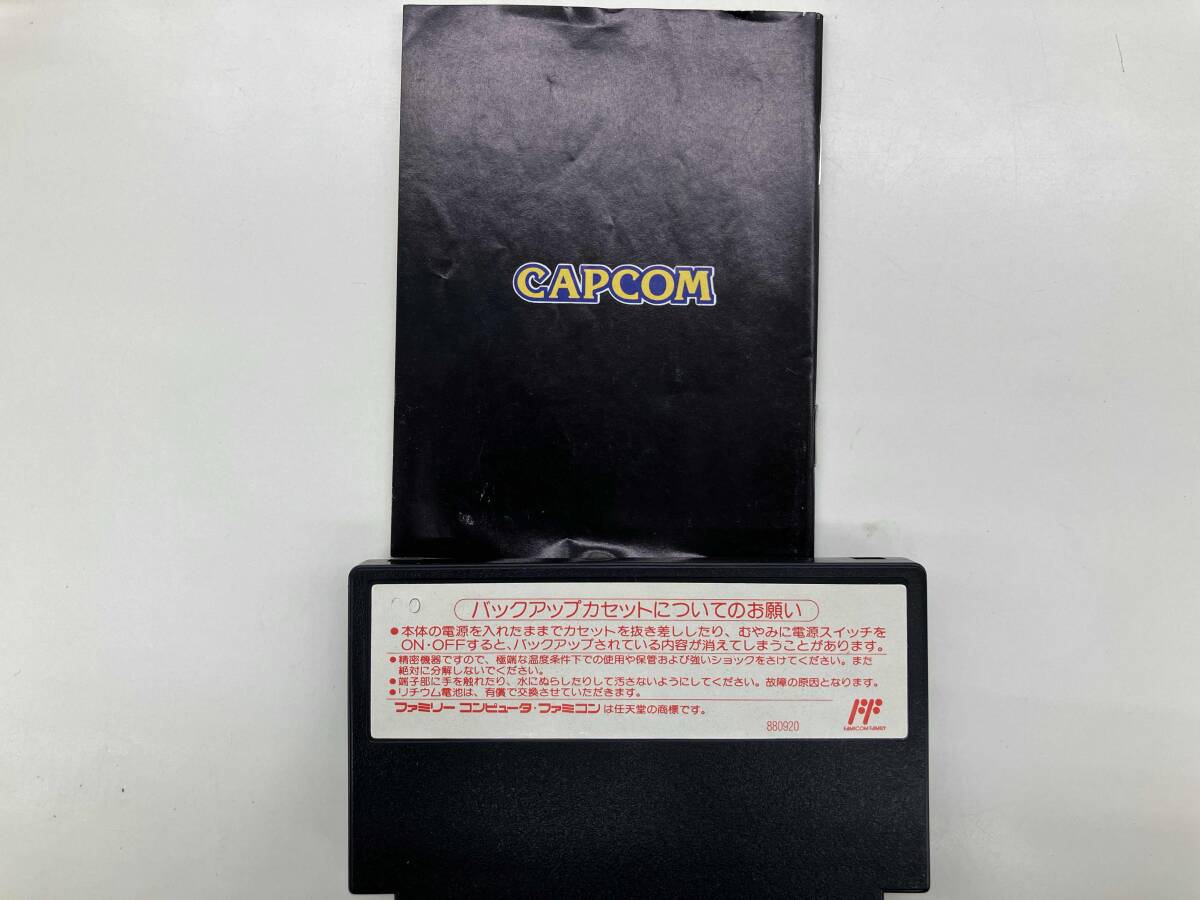 CAPCOM
00
バックアップカセットについてのお願い
●本体の電源を入れたままでカセットを抜き差ししたり、むやみに電源スイッチを
ON・OFFすると、バックアップされている内容が消えてしまうことがあります。
●精密機器ですので、極端な温度条件下での使用や保管および強いショックをさけてください。また
絶対に分解しないでください。
●端子部に手を触れたり、水にぬらしたりして汚さないようにしてください。故障の原因となります。
●リチウム電池は、有償で交換させていただきます。
ファミリー コンピュータ・ファミコンは任天堂の商標です。
880920
FAMICOM FAMILY